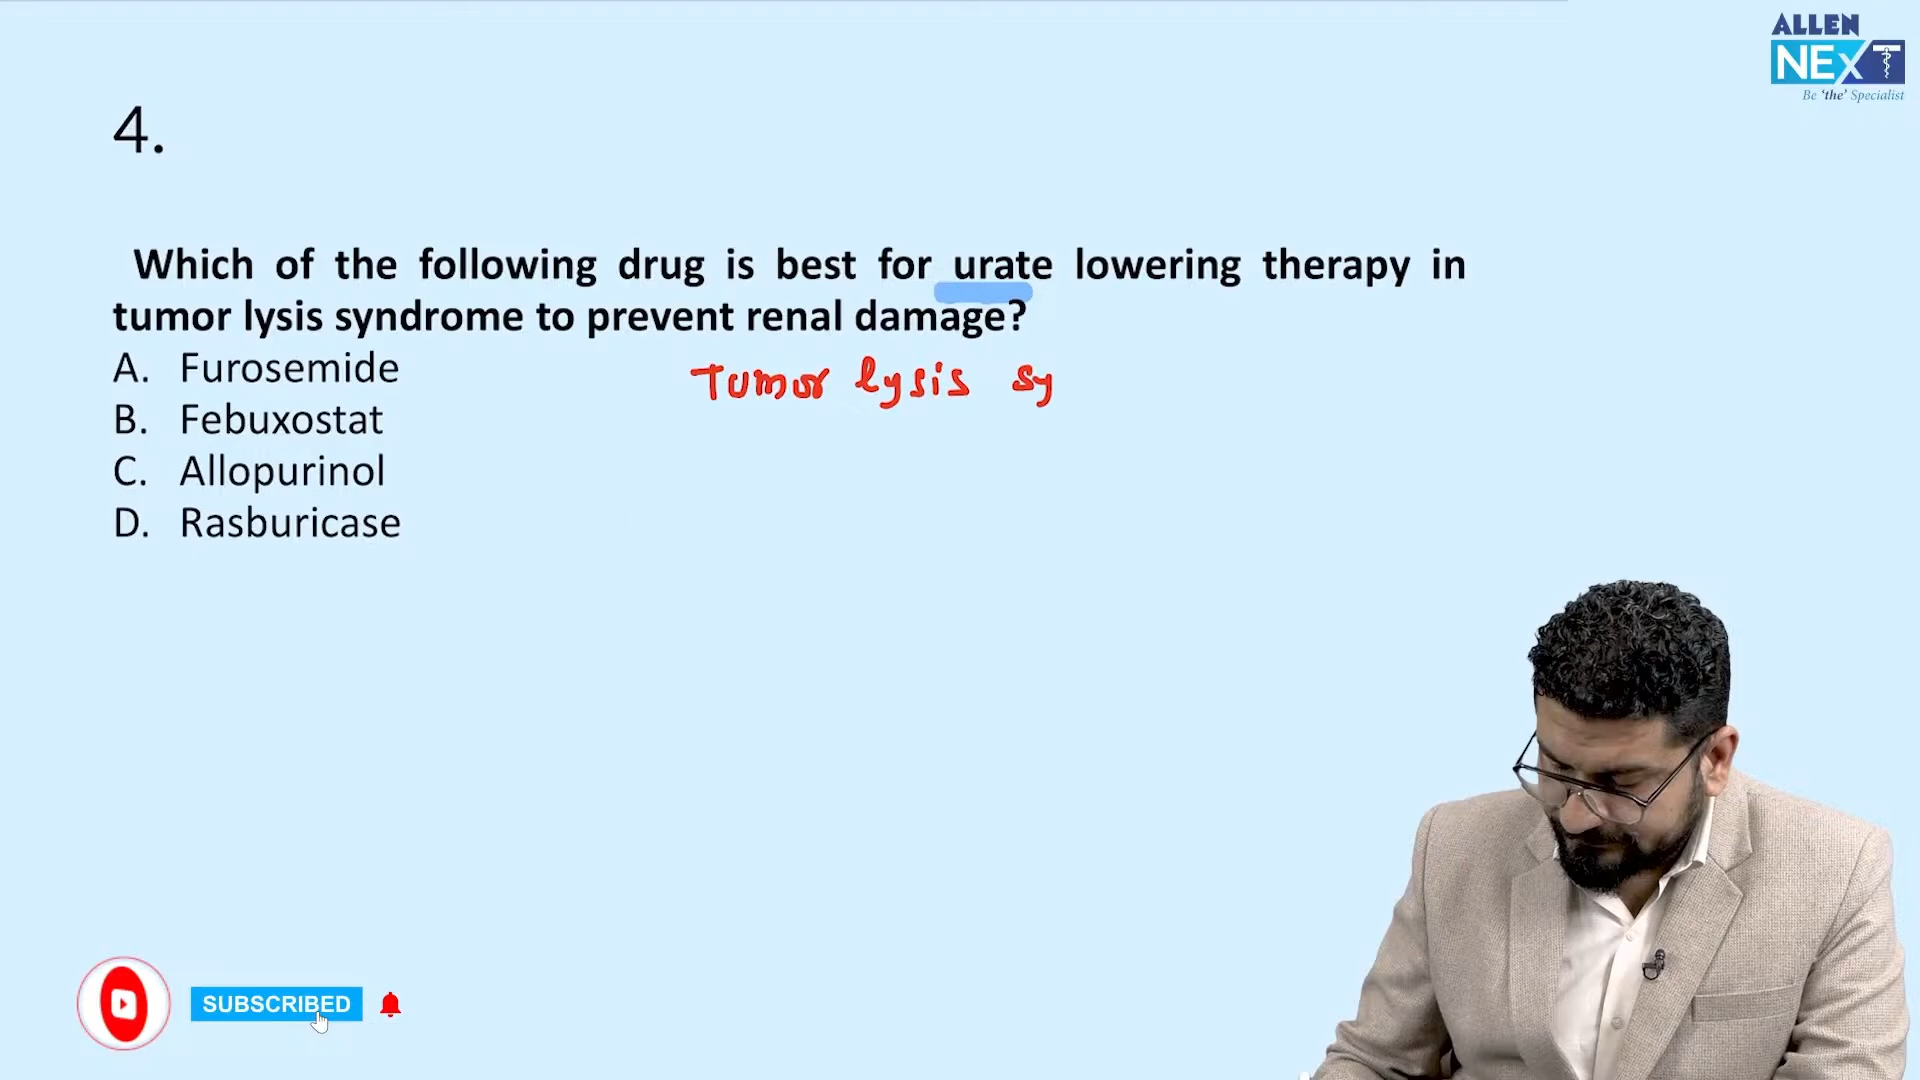 ALLEN
NEXT
Be 'the' Specialist
4.
Which of the following drug is best for urate lowering therapy in
tumor lysis syndrome to prevent renal damage?
A. Furosemide
Tumor lysis sy
B. Febuxostat
C. Allopurinol
D. Rasburicase
SUBSCRIBED